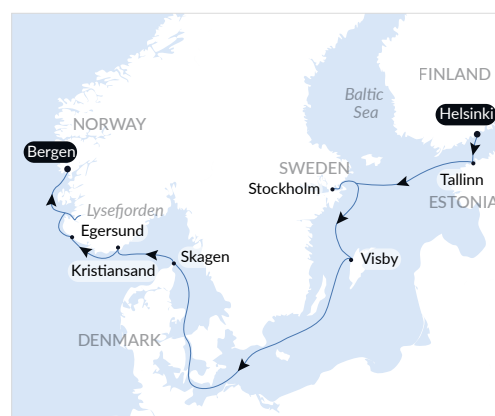 FINLAND
Baltic
Sea
Helsinki
NORWAY
Bergen
SWEDEN
Stockholm
Tallinn
ESTONIA
Lysefjorden
Egersund
Skagen
Visby
Kristiansand
DENMARK